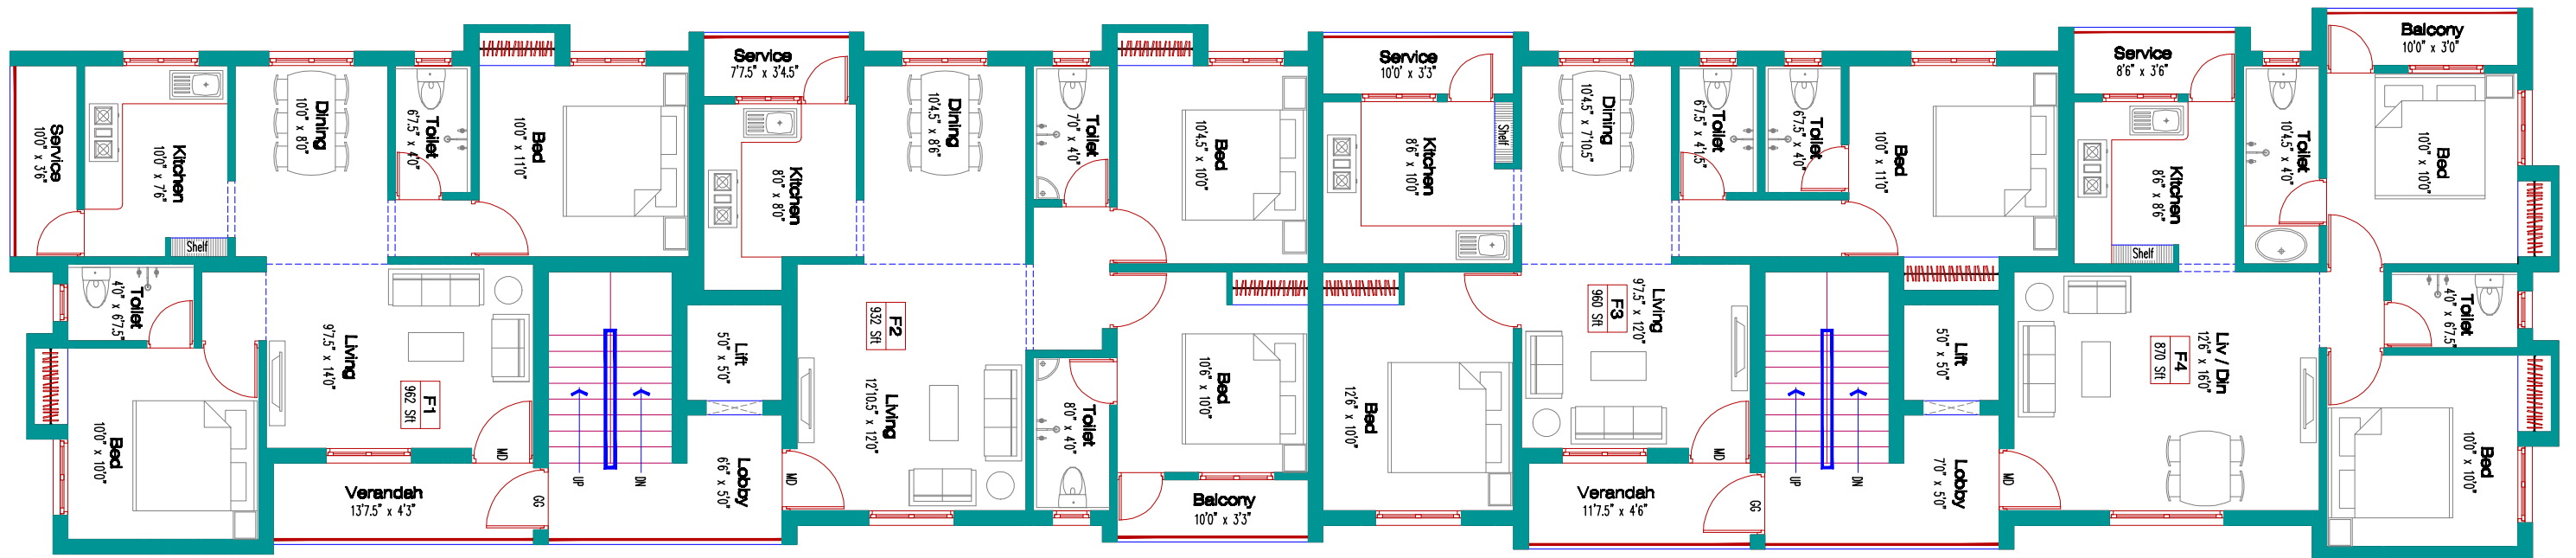 Service
10'0" x 3'6"
Kitchen
10'0" x 7'6"
Shelf
Dining
10'0" x 8'0"
Toilet
6'7.5" x 4'0"
Bed
10'0" x 11'0"
Toilet
4'0" x 6'7.5"
Bed
10'0" x 10'0"
Living
9'7.5" x 14'0"
F1
962 Sft
MD
Verandah
13'7.5" x 4'3"
CG
UP
DN
Lift
5'0" x 5'0"
Lobby
6'6" x 5'0"
MD
Service
7'7.5" x 3'4.5"
Kitchen
8'0" x 8'0"
Dining
10'4.5" x 8'6"
F2
932 Sft
Living
12'10.5" x 12'0"
Toilet
7'0" x 4'0"
Bed
10'4.5" x 10'0"
Bed
10'6" x 10'0"
Toilet
8'0" x 4'0"
Balcony
10'0" x 3'3"
Service
10'0' x 3'3"
Kitchen
8'6" x 10'0"
Shelf
Dining
10'4.5" x 7'10.5"
Toilet
6'7.5" x 4'1.5"
Toilet
6'7.5" x 4'0"
Bed
10'0" x 11'0"
Bed
12'6" x 10'0"
Living
9'7.5" x 12'0"
F3
960 Sft
MD
Verandah
11'7.5" x 4'6"
CG
UP
DN
Lift
5'0" x 5'0"
Lobby
7'0" x 5'0"
MD
Service
8'6" x 3'6"
Kitchen
8'6" x 8'6"
Shelf
Toilet
10'4.5" x 4'0"
Balcony
10'0" x 3'0"
Bed
10'0" x 10'0"
Toilet
4'0" x 6'7.5"
Liv / Din
12'6" x 16'0"
F4
870 Sft
Bed
10'0" x 10'0"